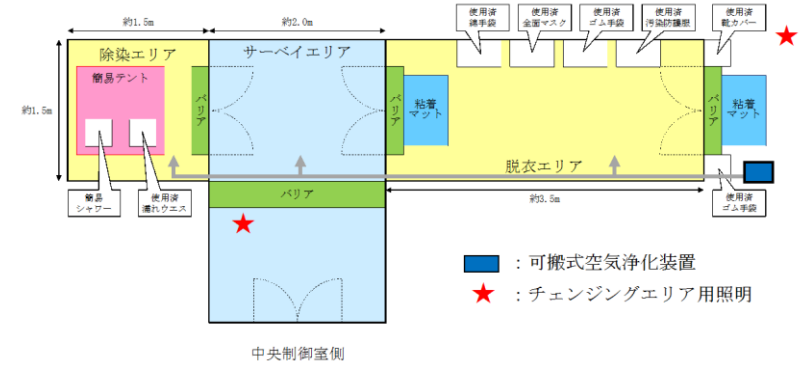 約1.5m
約2.0m
使用済
綿手袋
使用済
全面マスク
使用済
ゴム手袋
使用済
汚染防護服
使用済
靴カバー
除染エリア
サーベイエリア
簡易テント
バリア
バリア
粘着
マット
バリア
粘着
マット
約1.5m
脱衣エリア
簡易
シャワー
使用済
濡れウエス
バリア
約3.5m
使用済
ゴム手袋
:可搬式空気浄化装置
:チェンジングエリア用照明
中央制御室側